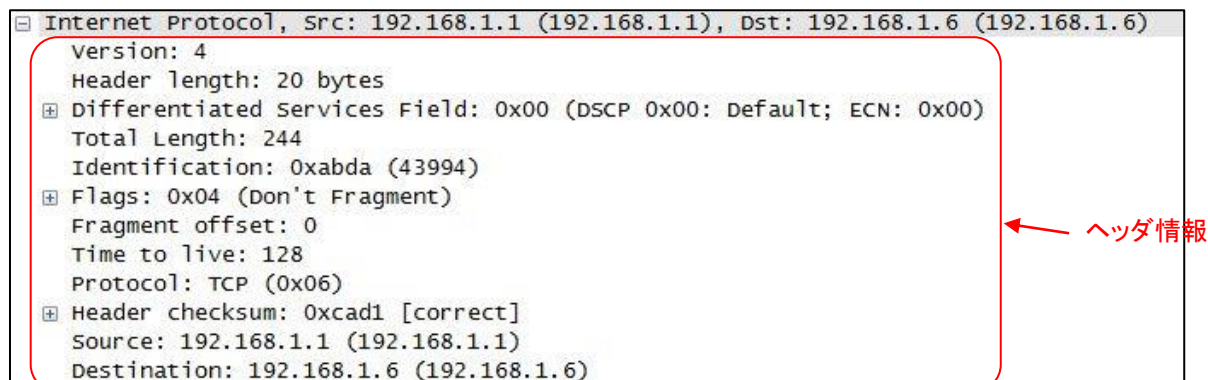 Internet Protocol, Src: 192.168.1.1 (192.168.1.1), Dst: 192.168.1.6 (192.168.1.6)
Version: 4
Header length: 20 bytes
Differentiated Services Field: 0x00 (DSCP 0x00: Default; ECN: 0x00)
Total Length: 244
Identification: 0xabda (43994)
Flags: 0x04 (Don't Fragment)
Fragment offset: 0
Time to live: 128
Protocol: TCP (0x06)
Header checksum: 0xcad1 [correct]
Source: 192.168.1.1 (192.168.1.1)
Destination: 192.168.1.6 (192.168.1.6)
ヘッダ情報